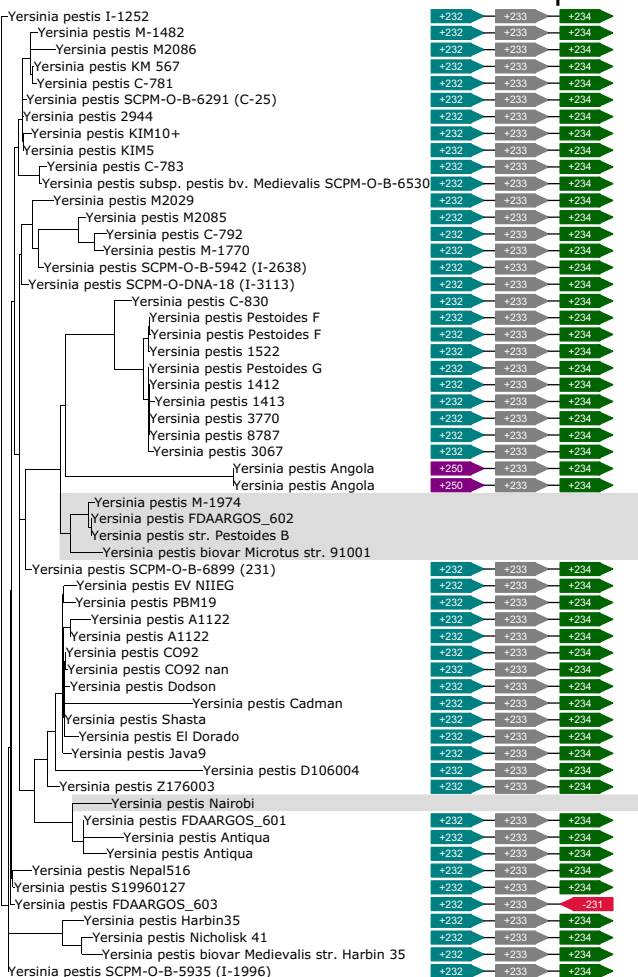 Yersinia pestis I-1252 +232 +233 +234
Yersinia pestis M-1482 +232 +233 +234
Yersinia pestis M2086 +232 +233 +234
Yersinia pestis KM 567 +232 +233 +234
Yersinia pestis C-781 +232 +233 +234
Yersinia pestis SCPM-O-B-6291 (C-25) +232 +233 +234
Yersinia pestis 2944 +232 +233 +234
Yersinia pestis KIM10+ +232 +233 +234
Yersinia pestis KIM5 +232 +233 +234
Yersinia pestis C-783 +232 +233 +234
Yersinia pestis subsp. pestis bv. Medievalis SCPM-O-B-6530 +232 +233 +234
Yersinia pestis M2029 +232 +233 +234
Yersinia pestis M2085 +232 +233 +234
Yersinia pestis C-792 +232 +233 +234
Yersinia pestis M-1770 +232 +233 +234
Yersinia pestis SCPM-O-B-5942 (I-2638) +232 +233 +234
Yersinia pestis SCPM-O-DNA-18 (I-3113) +232 +233 +234
Yersinia pestis C-830 +232 +233 +234
Yersinia pestis Pestoides F +232 +233 +234
Yersinia pestis Pestoides F +232 +233 +234
Yersinia pestis 1522 +232 +233 +234
Yersinia pestis Pestoides G +232 +233 +234
Yersinia pestis 1412 +232 +233 +234
Yersinia pestis 1413 +232 +233 +234
Yersinia pestis 3770 +232 +233 +234
Yersinia pestis 8787 +232 +233 +234
Yersinia pestis 3067 +232 +233 +234
Yersinia pestis Angola +250 +233 +234
Yersinia pestis Angola +250 +233 +234
Yersinia pestis M-1974
Yersinia pestis FDAARGOS_602
Yersinia pestis str. Pestoides B
Yersinia pestis biovar Microtus str. 91001
Yersinia pestis SCPM-O-B-6899 (231) +232 +233 +234
Yersinia pestis EV NIIEG +232 +233 +234
Yersinia pestis PBM19 +232 +233 +234
Yersinia pestis A1122 +232 +233 +234
Yersinia pestis A1122 +232 +233 +234
Yersinia pestis CO92 +232 +233 +234
Yersinia pestis CO92 nan +232 +233 +234
Yersinia pestis Dodson +232 +233 +234
Yersinia pestis Cadman +232 +233 +234
Yersinia pestis Shasta +232 +233 +234
Yersinia pestis El Dorado +232 +233 +234
Yersinia pestis Java9 +232 +233 +234
Yersinia pestis D106004 +232 +233 +234
Yersinia pestis Z176003 +232 +233 +234
Yersinia pestis Nairobi
Yersinia pestis FDAARGOS_601 +232 +233 +234
Yersinia pestis Antiqua +232 +233 +234
Yersinia pestis Antiqua +232 +233 +234
Yersinia pestis Nepal516 +232 +233 +234
Yersinia pestis S19960127 +232 +233 +234
Yersinia pestis FDAARGOS_603 +232 +233 -231
Yersinia pestis Harbin35 +232 +233 +234
Yersinia pestis Nicholisk 41 +232 +233 +234
Yersinia pestis biovar Medievalis str. Harbin 35 +232 +233 +234
Yersinia pestis SCPM-O-B-5935 (I-1996) +232 +233 +234